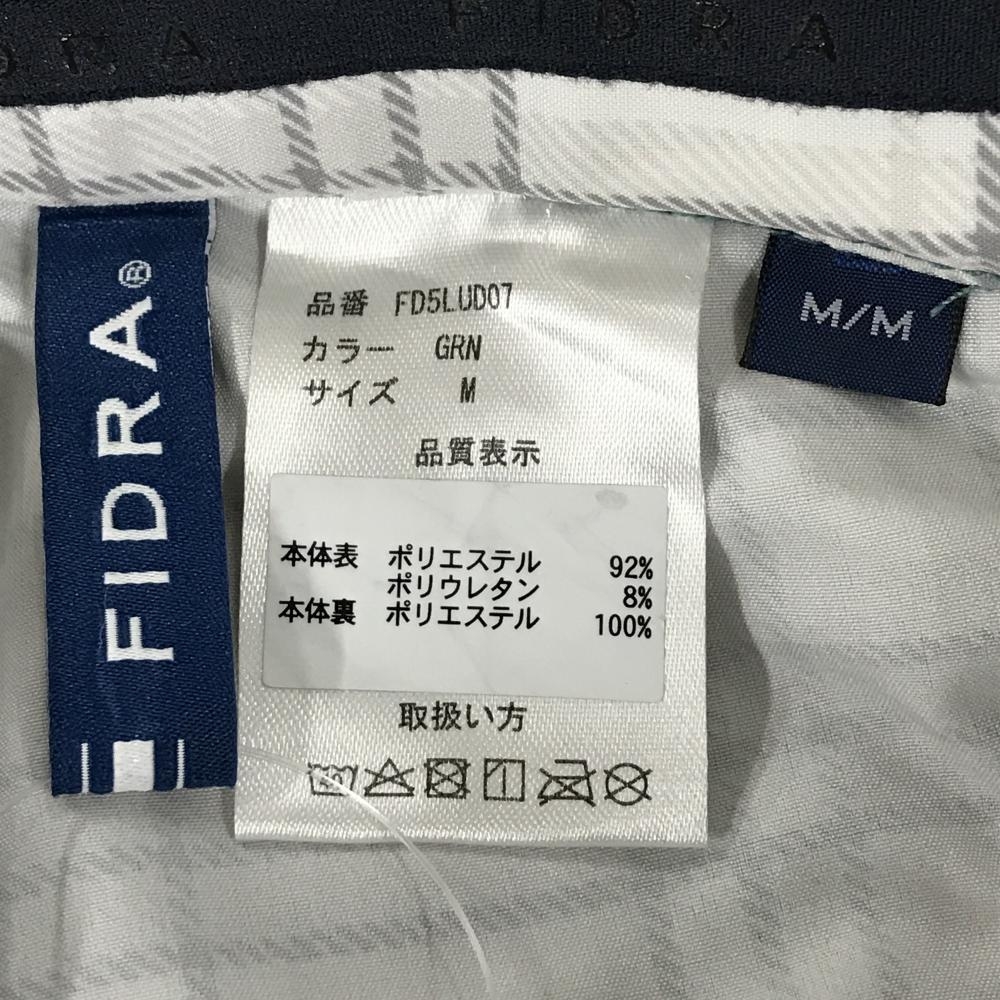 FIDRA
FIDRA®
品番 FD5LUD07
カラー GRN
サイズ M
品質表示
本体表 ポリエステル 92%
ポリウレタン 8%
本体裏 ポリエステル 100%
取扱い方
M/M